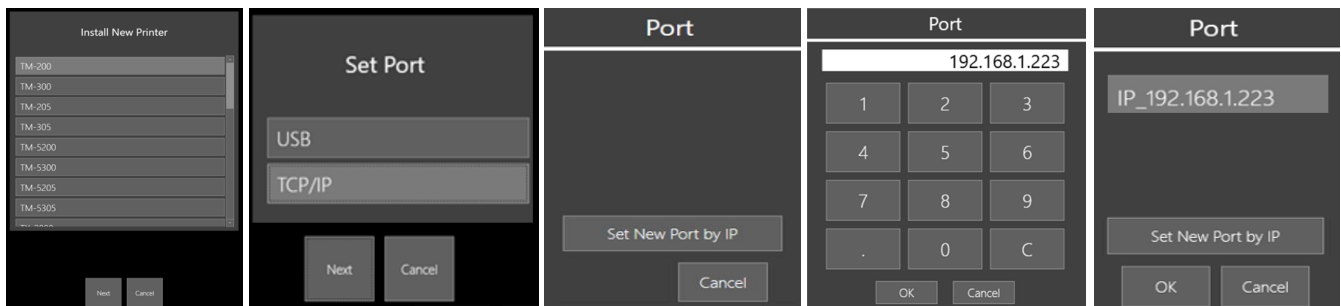 Install New Printer
TM-200
TM-300
TM-205
TM-305
TM-5200
TM-5300
TM-5205
TM-5305
Next
Cancel
Set Port
USB
TCP/IP
Next
Cancel
Port
Set New Port by IP
Cancel
Port
192.168.1.223
1
2
3
4
5
6
7
8
9
.
0
C
OK
Cancel
Port
IP_192.168.1.223
Set New Port by IP
OK
Cancel